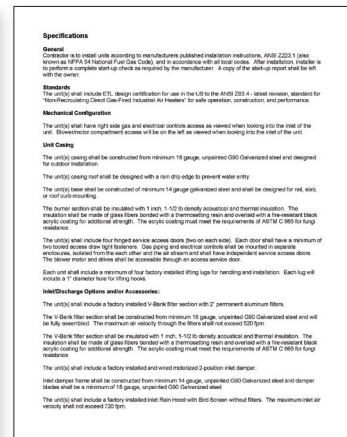 Specifications
General
Contractor is to install units according to manufacturers published installation instructions, ANSI Z223.1 (also
known as NFPA 54 National Fuel Gas Code), and in accordance with all local codes. After installation, installer is
to perform a complete start-up check as required by the manufacturer. A copy of the start-up report shall be left
with the owner.
Standards
The unit(s) shall include ETL design certification for use in the US to the ANSI Z83.4 - latest revision, standard for
"Non-Recirculating Direct Gas-Fired Industrial Air Heaters" for safe operation, construction, and performance.
Mechanical Configuration
The unit(s) shall have right side gas and electrical controls access as viewed when looking into the inlet of the
unit. Blower/motor compartment access will be on the left as viewed when looking into the inlet of the unit.
Unit Casing
The unit(s) casing shall be constructed from minimum 18 gauge, unpainted G90 Galvanized steel and designed
for outdoor installation.
The unit(s) casing roof shall be designed with a rain drip edge to prevent water entry.
The unit(s) base shall be constructed of minimum 14 gauge galvanized steel and shall be designed for rail, slab,
or roof curb mounting.
The burner section shall be insulated with 1 inch, 1-1/2 lb density acoustical and thermal insulation. The
insulation shall be made of glass fibers bonded with a thermosetting resin and overlaid with a fire-resistant black
acrylic coating for additional strength. The acrylic coating must meet the requirements of ASTM C 665 for fungi
resistance.
The unit(s) shall include four hinged service access doors (two on each side). Each door shall have a minimum of
two tooled access draw tight fasteners. Gas piping and electrical controls shall be mounted in separate
enclosures, isolated from the each other and the air stream and shall have independent service access doors.
The blower motor and drives shall be accessible through an access service door.
Each unit shall include a minimum of four factory installed lifting lugs for handling and installation. Each lug will
include a 1" diameter hole for lifting hooks.
Inlet/Discharge Options and/or Accessories:
The unit(s) shall include a factory installed V-Bank filter section with 2" permanent aluminum filters.
The V-Bank filter section shall be constructed from minimum 18 gauge, unpainted G90 Galvanized steel and will
be fully assembled. The maximum air velocity through the filters shall not exceed 520 fpm.
The V-Bank filter section shall be insulated with 1 inch, 1-1/2 lb density acoustical and thermal insulation. The
insulation shall be made of glass fibers bonded with a thermosetting resin and overlaid with a fire-resistant black
acrylic coating for additional strength. The acrylic coating must meet the requirements of ASTM C 665 for fungi
resistance.
The unit(s) shall include a factory installed and wired motorized 2-position inlet damper.
Inlet damper frame shall be constructed from minimum 14 gauge, unpainted G90 Galvanized Steel and damper
blades shall be a minimum of 18 gauge, unpainted G90 Galvanized steel.
The unit(s) shall include a factory installed Inlet Rain Hood with Bird Screen without filters. The maximum inlet air
velocity shall not exceed 720 fpm.